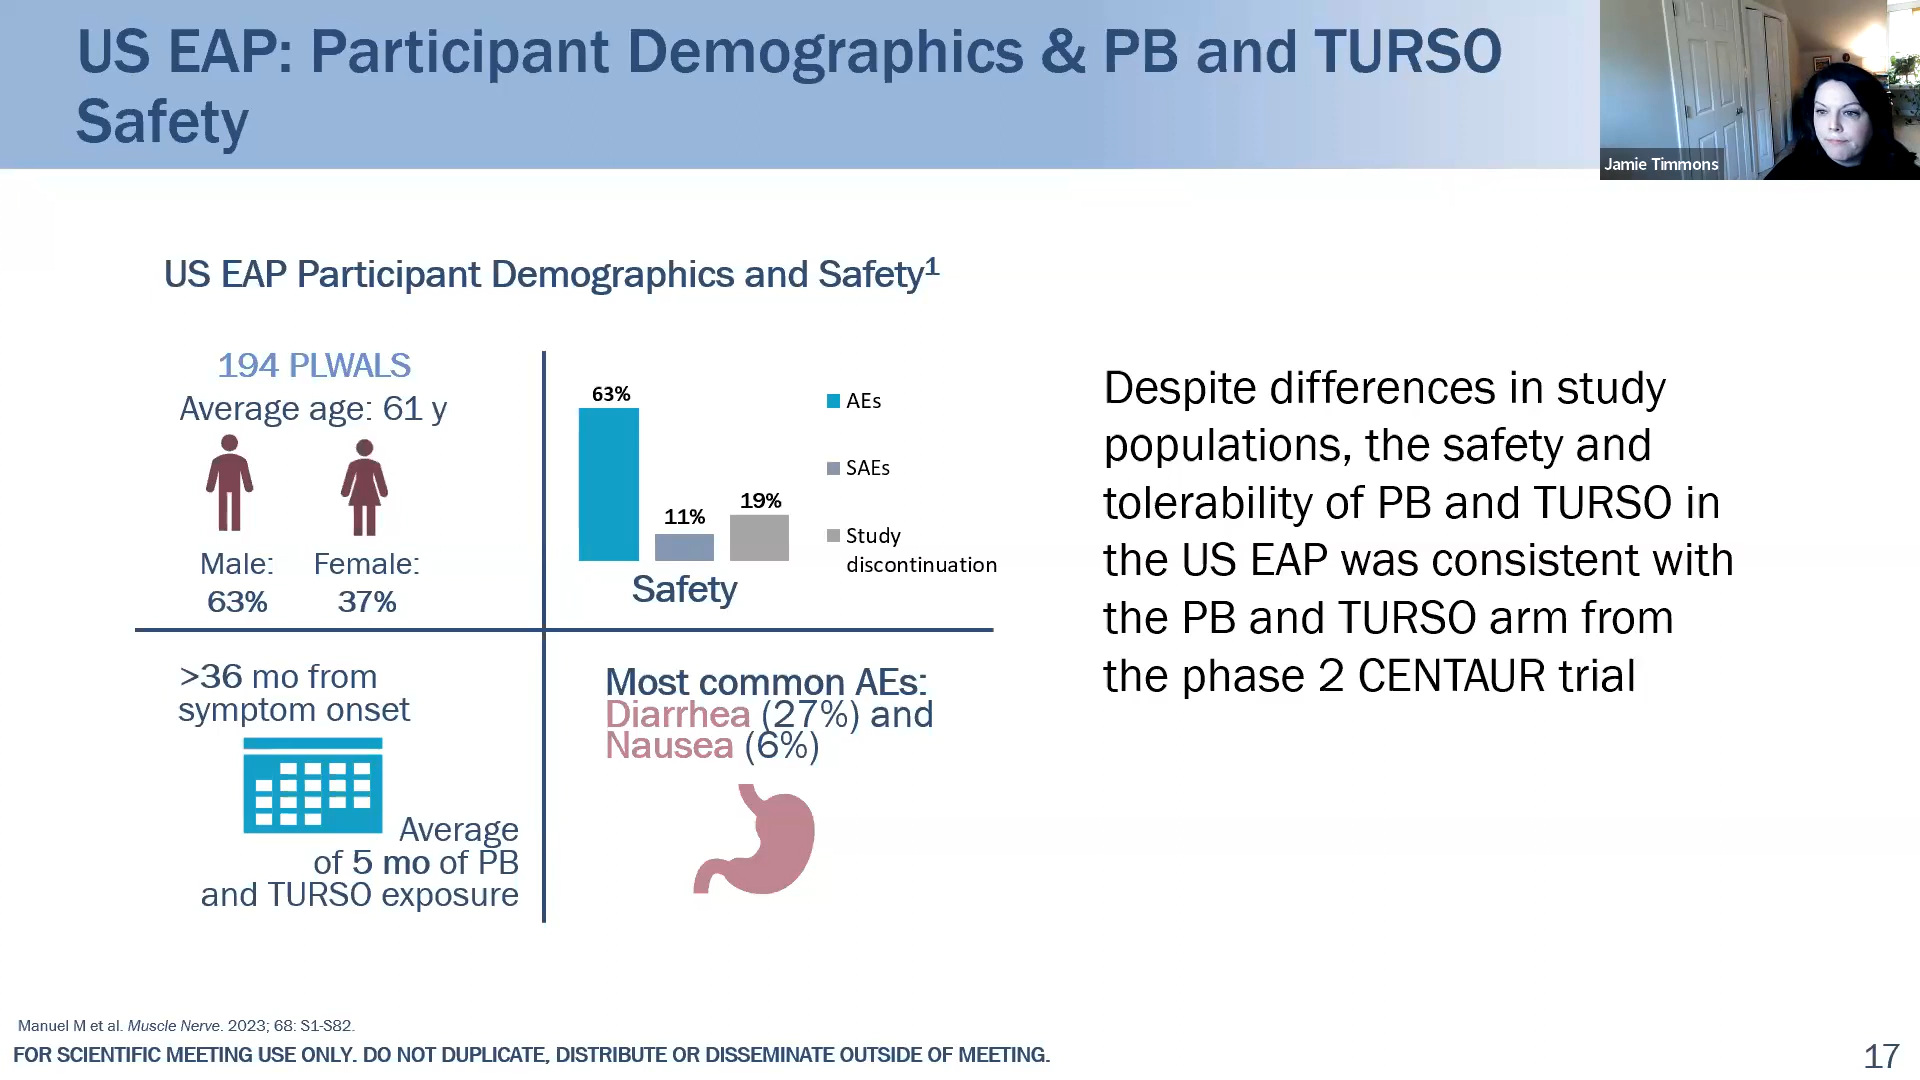 US EAP: Participant Demographics & PB and TURSO
Safety
Jamie Timmons
US EAP Participant Demographics and Safety¹
194 PLWALS
Average age: 61 y
Male:
63%
Female:
37%
63%
11%
19%
AEs
SAEs
Study
discontinuation
Safety
>36 mo from
symptom onset
Average
of 5 mo of PB
and TURSO exposure
Most common AEs:
Diarrhea (27%) and
Nausea (6%)
Despite differences in study
populations, the safety and
tolerability of PB and TURSO in
the US EAP was consistent with
the PB and TURSO arm from
the phase 2 CENTAUR trial
Manuel M et al. Muscle Nerve. 2023; 68: S1-S82.
FOR SCIENTIFIC MEETING USE ONLY. DO NOT DUPLICATE, DISTRIBUTE OR DISSEMINATE OUTSIDE OF MEETING.
17